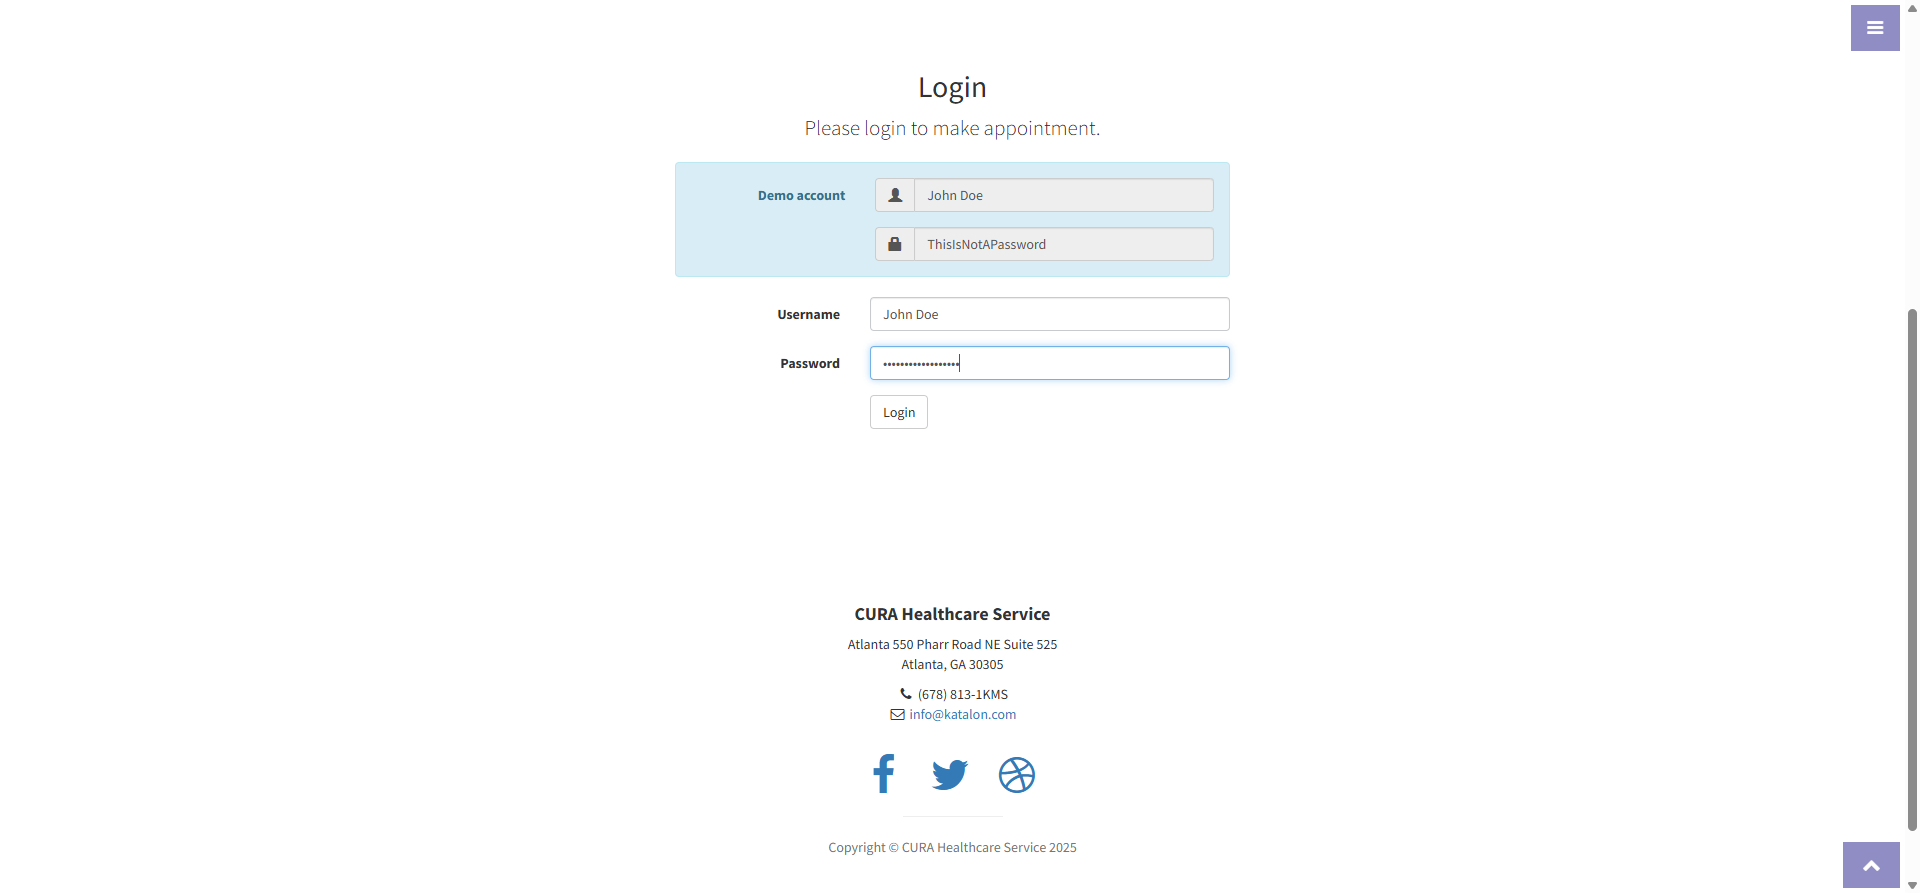 Login
Please login to make appointment.
Demo account
John Doe
ThisIsNotAPassword
Username
John Doe
Password
••••••••••••••••••
Login
CURA Healthcare Service
Atlanta 550 Pharr Road NE Suite 525
Atlanta, GA 30305
(678) 813-1KMS
info@katalon.com
Copyright © CURA Healthcare Service 2025